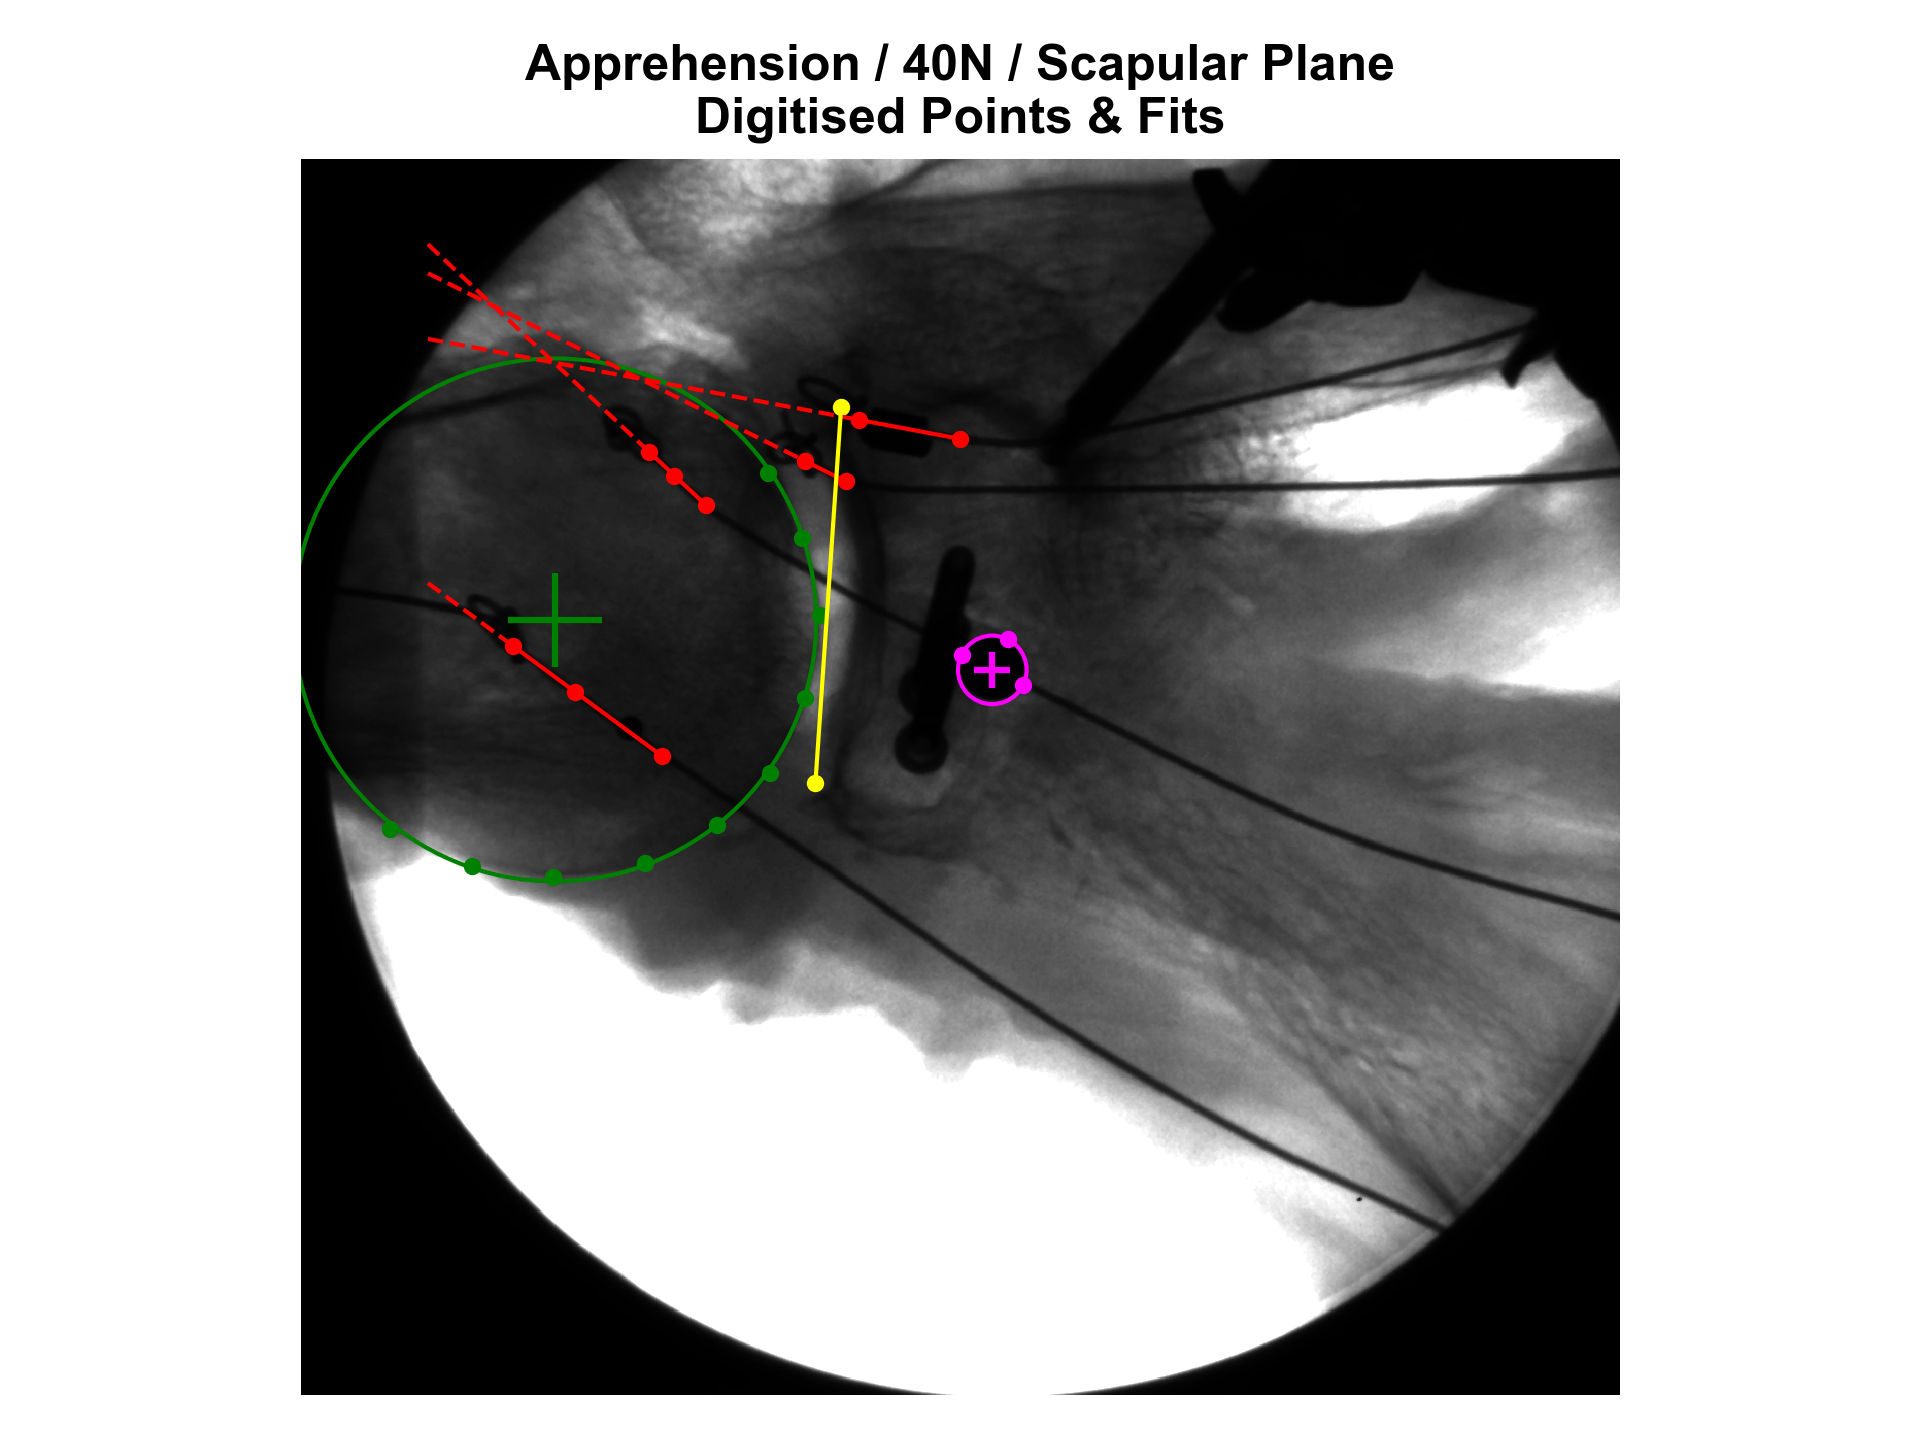 Apprehension / 40N / Scapular Plane
Digitised Points & Fits